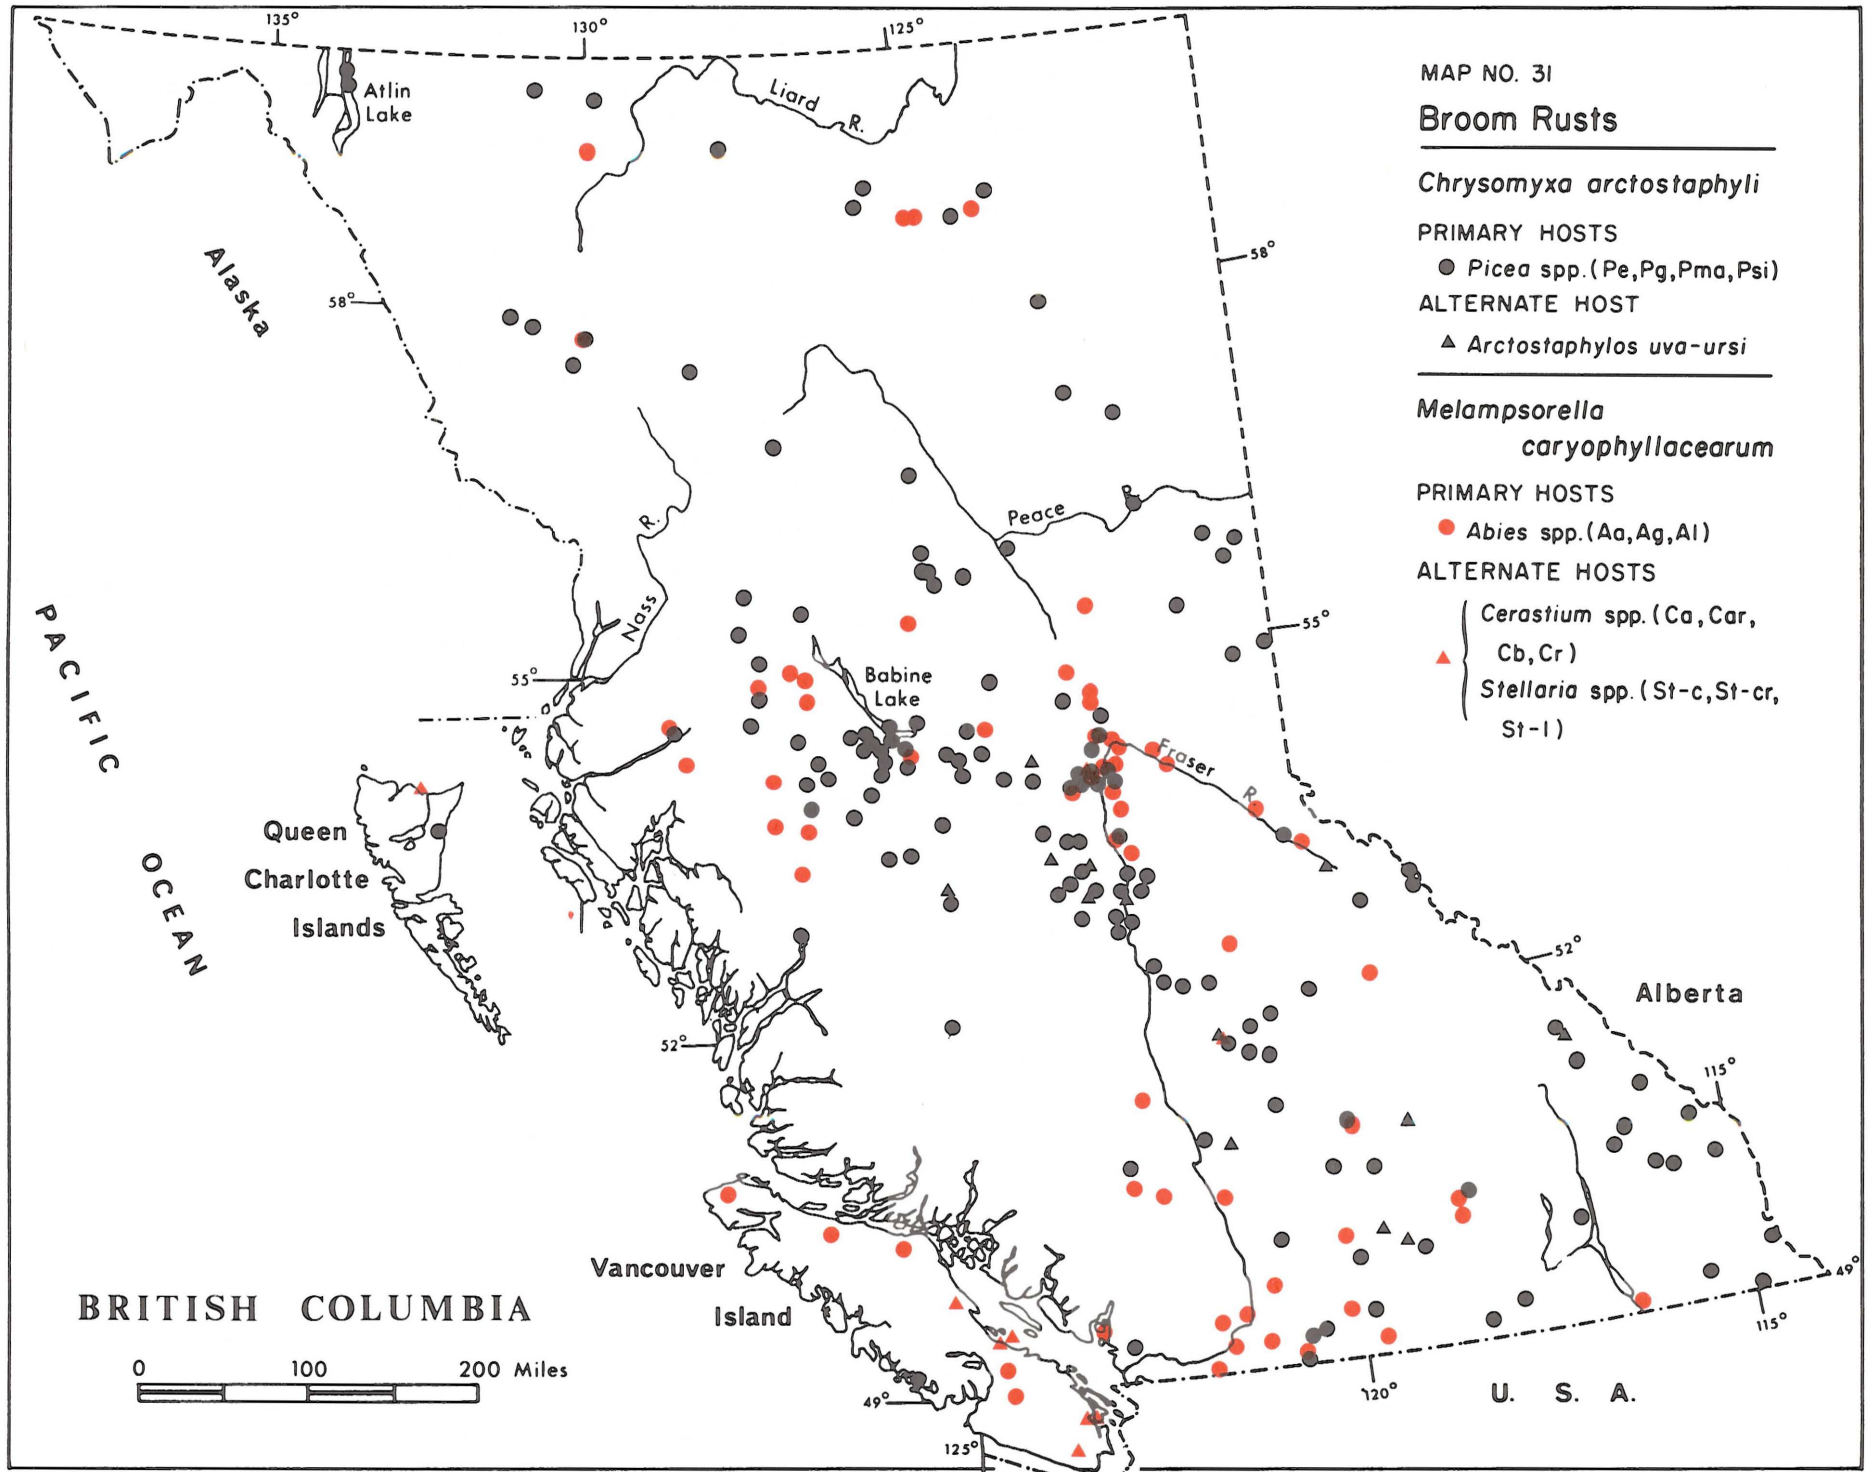 135°
130°
125°
Atlin
Lake
Liard
R.
Alaska
58°
58°
MAP NO. 31
Broom Rusts
Chrysomyxa arctostaphyli
PRIMARY HOSTS
Picea spp. (Pe, Pg, Pma, Psi)
ALTERNATE HOST
Arctostaphylos uva-ursi
Melampsorella
caryophyllacearum
PRIMARY HOSTS
Abies spp. (Aa, Ag, Al)
ALTERNATE HOSTS
Cerastium spp. (Ca, Car,
Cb, Cr)
Stellaria spp. (St-c, St-cr,
St-l)
Peace
R.
Nass
R.
55°
55°
Babine
Lake
Fraser
R.
PACIFIC
OCEAN
Queen
Charlotte
Islands
52°
52°
Alberta
115°
Vancouver
Island
BRITISH COLUMBIA
0 100 200 Miles
49°
49°
125°
120°
115°
U. S. A.